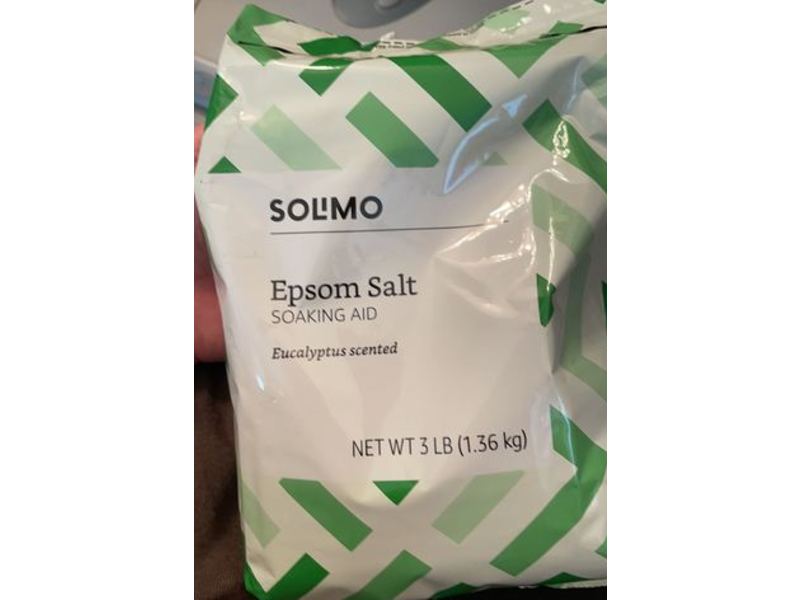 SOLIMO
Epsom Salt
SOAKING AID
Eucalyptus scented
NET WT 3 LB (1.36 kg)